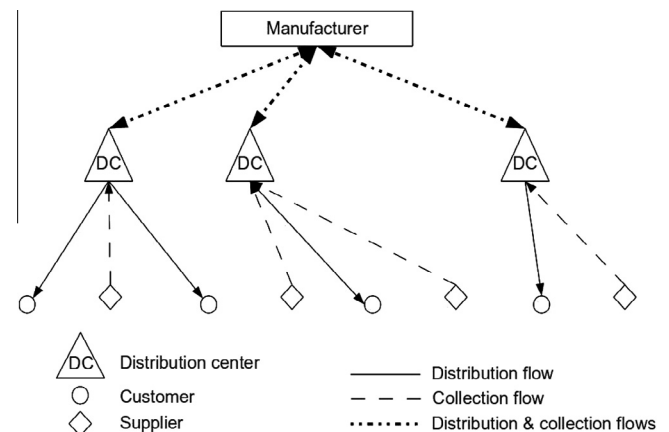 Manufacturer
DC DC DC
DC Distribution center
Customer
Supplier
Distribution flow
Collection flow
Distribution & collection flows